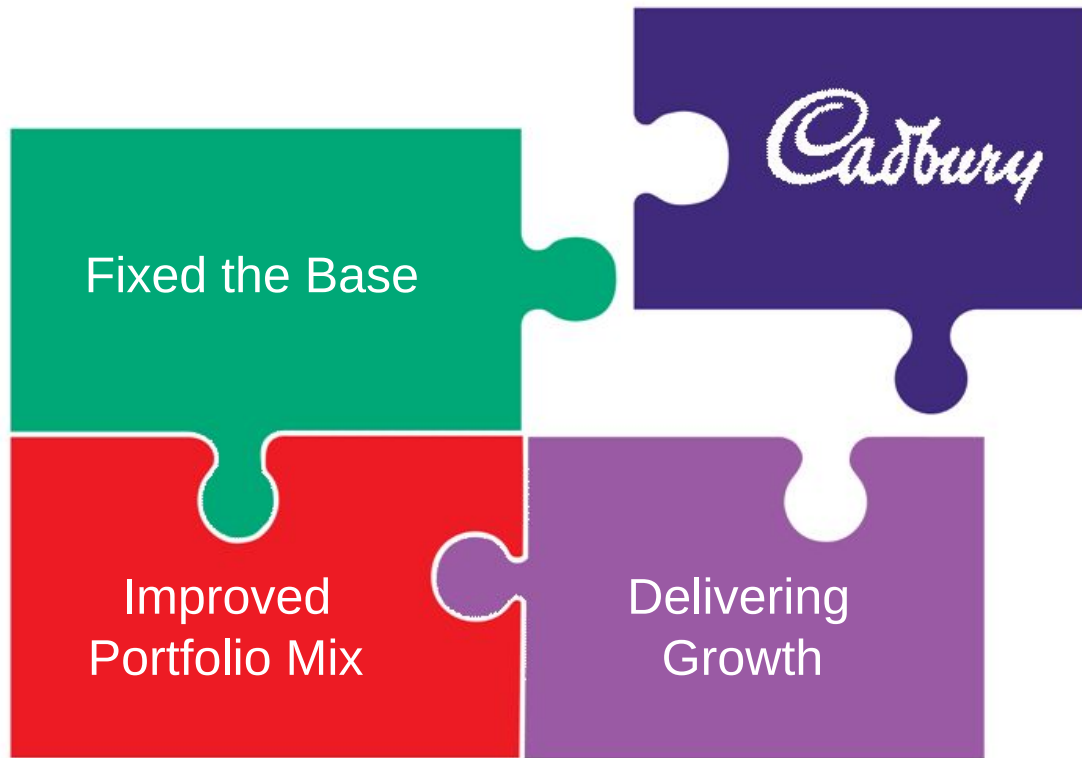 Cadbury
Fixed the Base
Improved
Portfolio Mix
Delivering
Growth